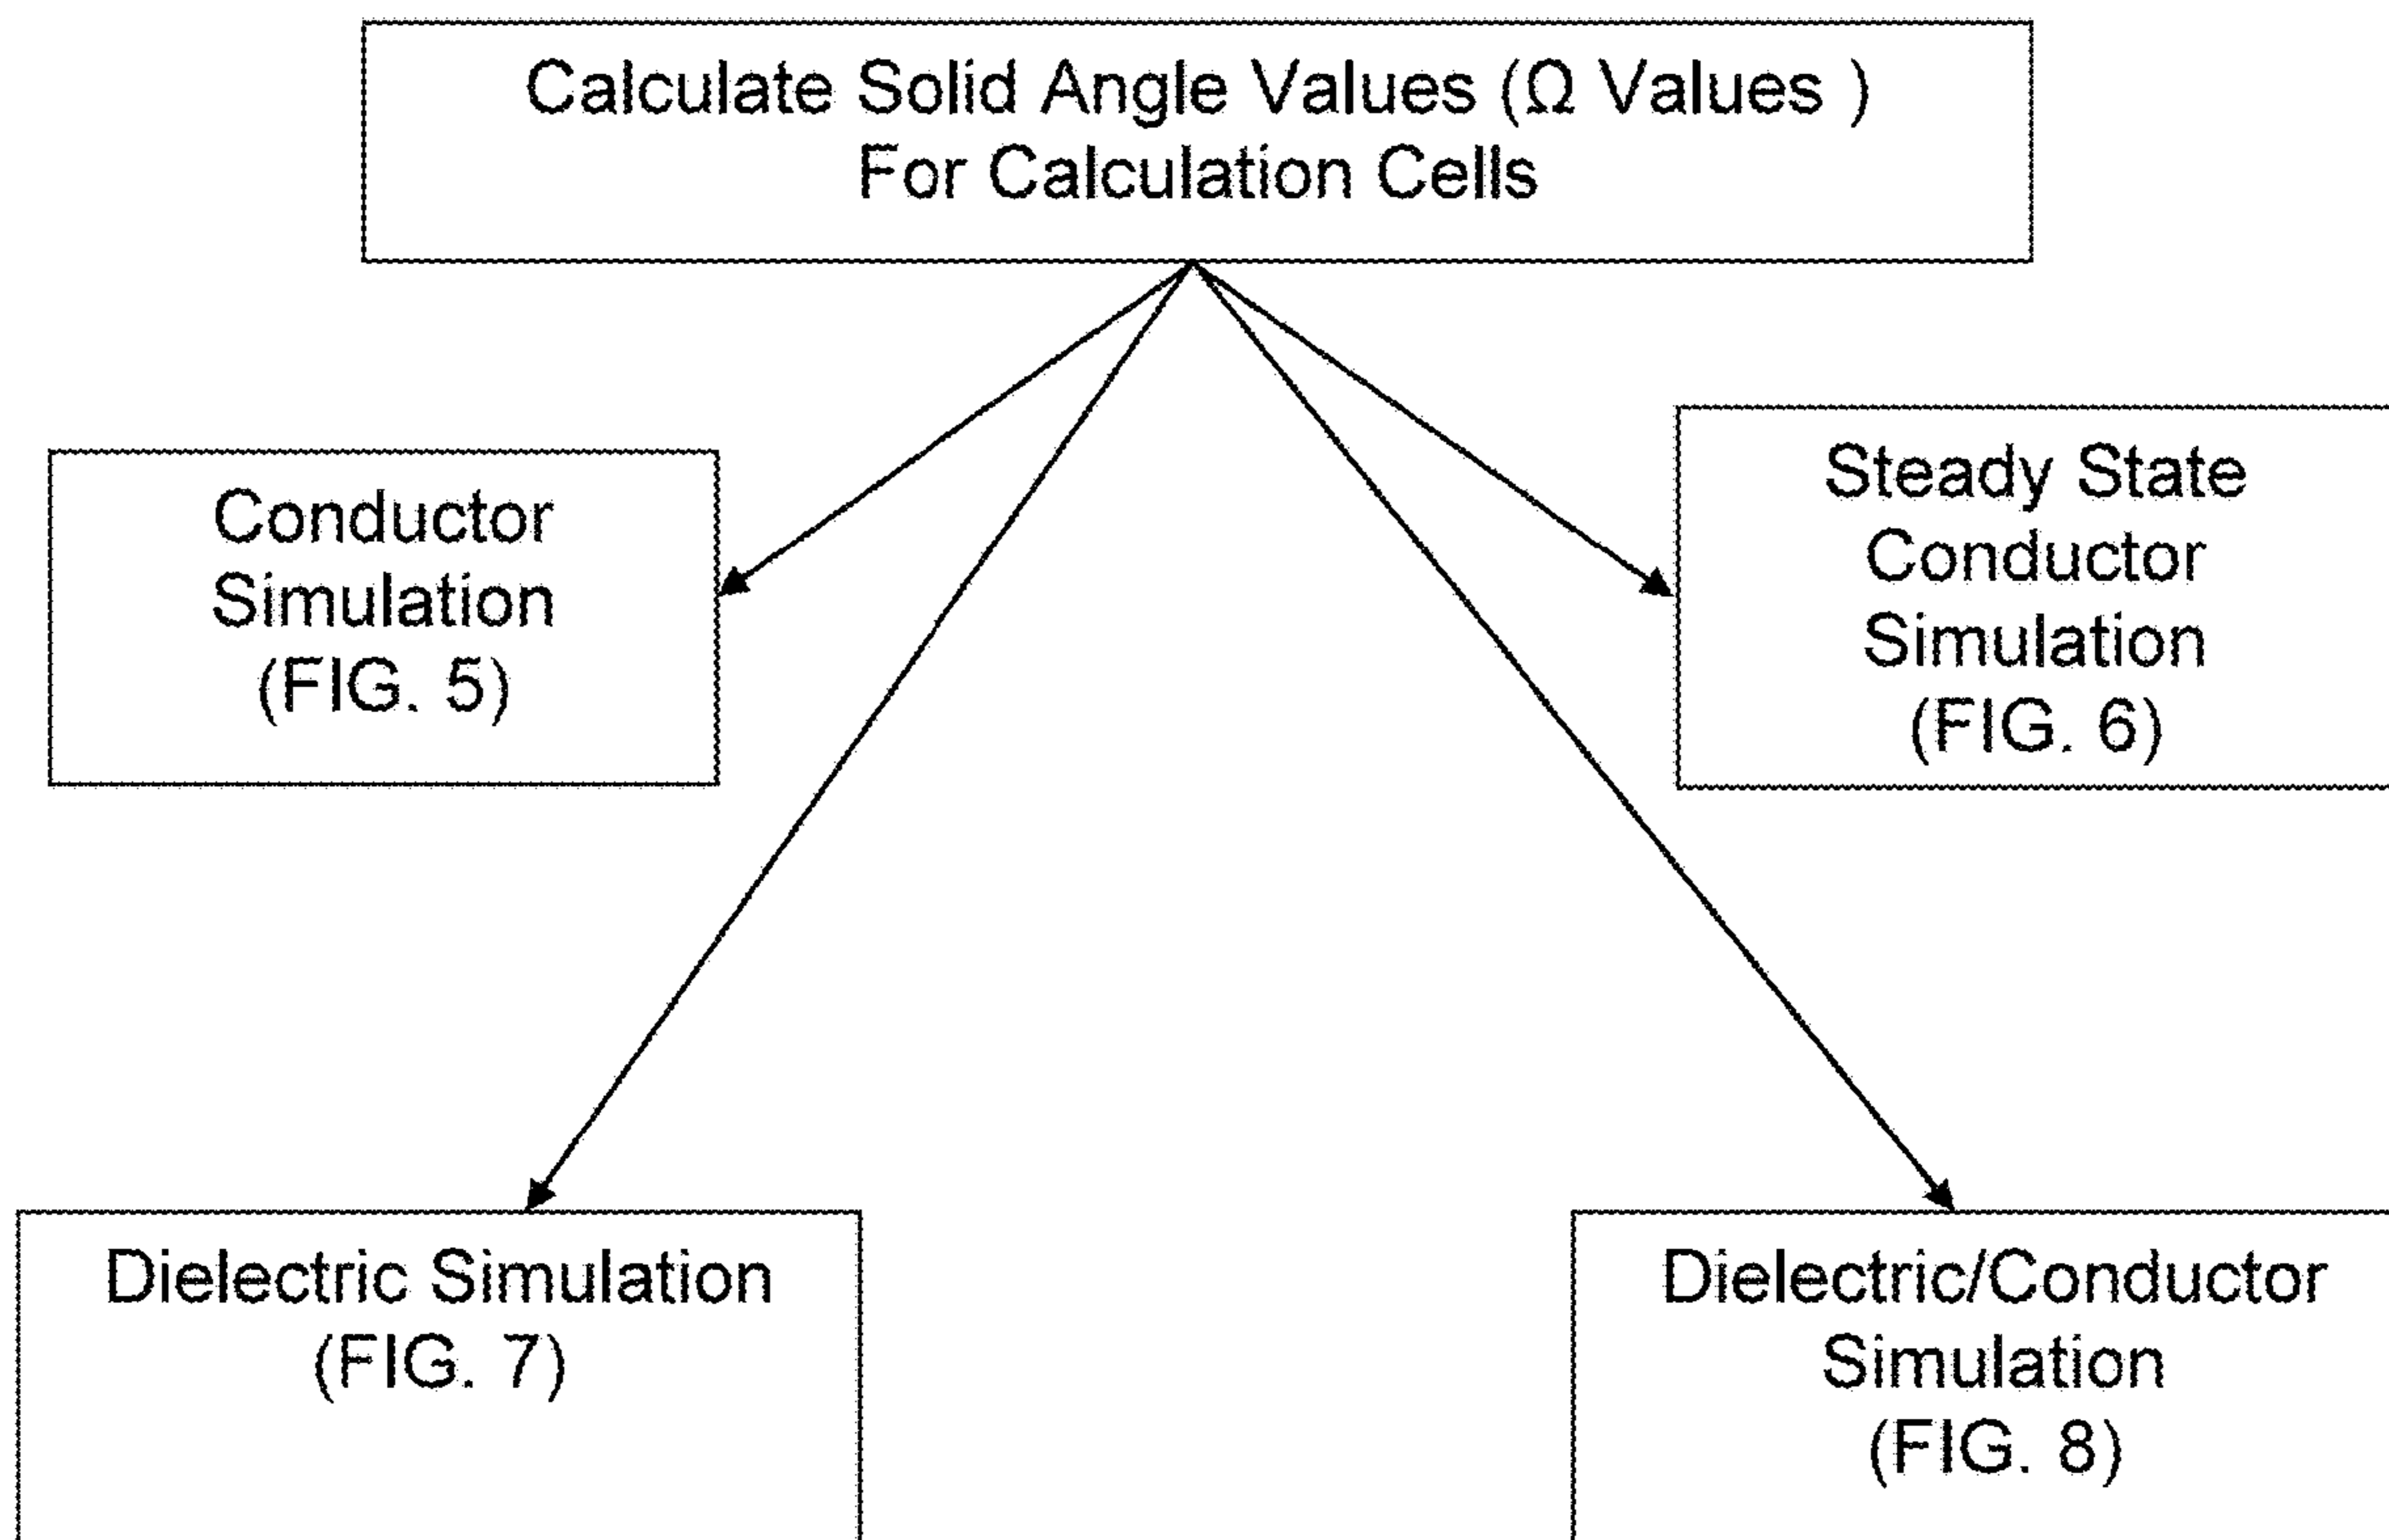 Calculate Solid Angle Values (Ω Values )
For Calculation Cells
Conductor
Simulation
(FIG. 5)
Steady State
Conductor
Simulation
(FIG. 6)
Dielectric Simulation
(FIG. 7)
Dielectric/Conductor
Simulation
(FIG. 8)